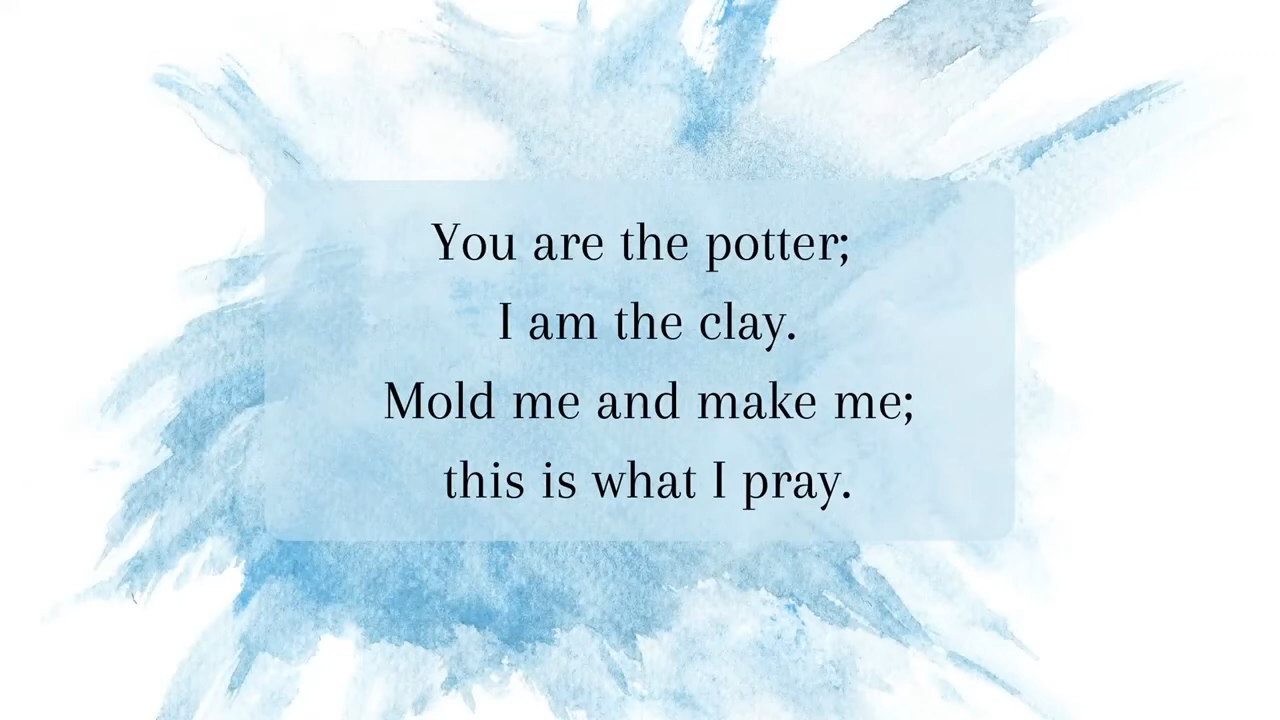 You are the potter;
I am the clay.
Mold me and make me;
this is what I pray.